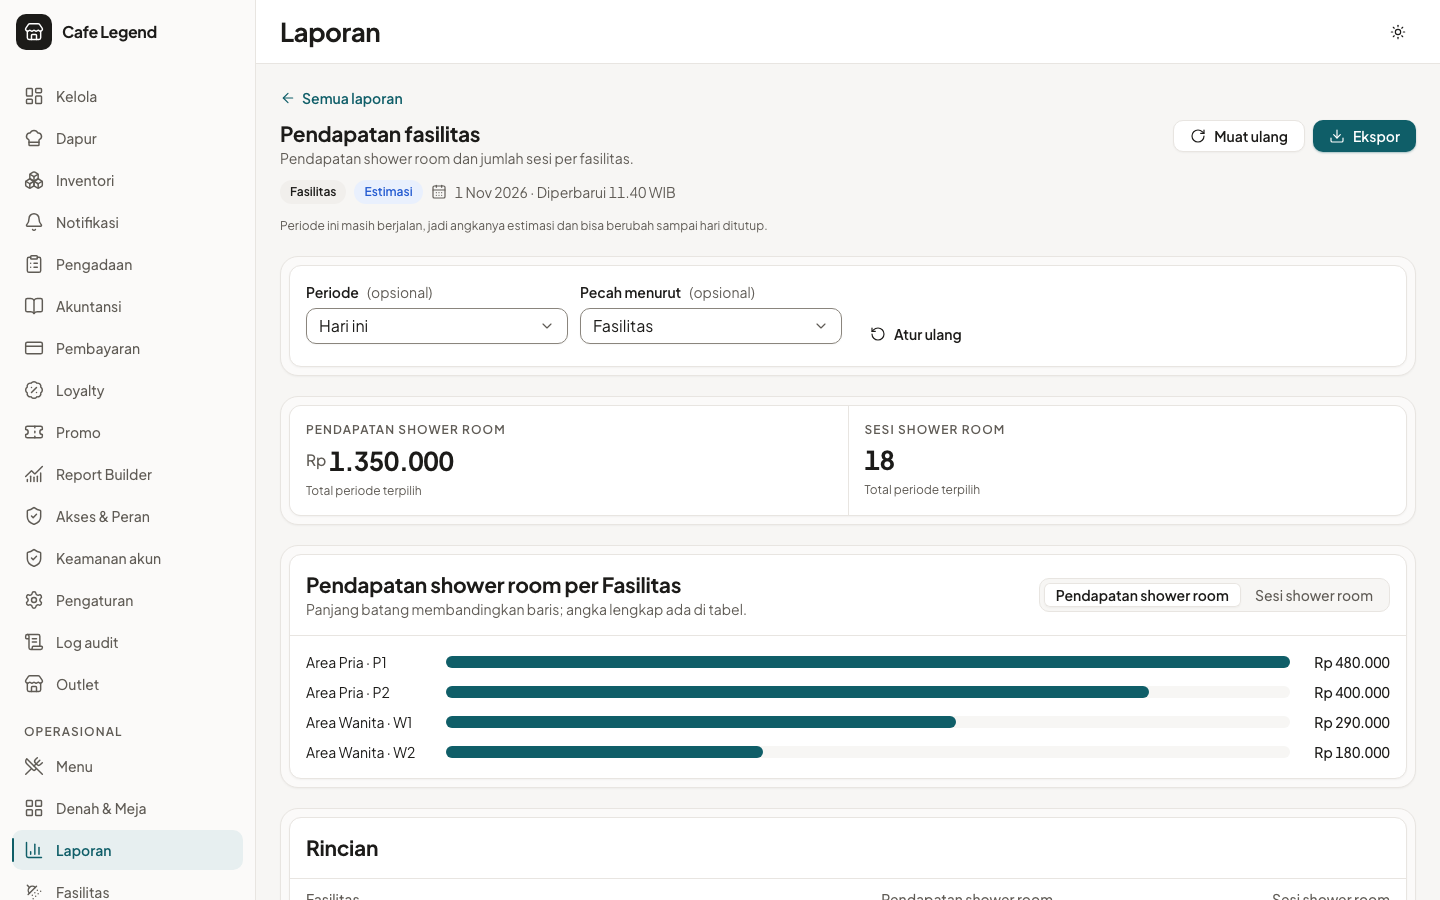 Cafe Legend
Kelola
Dapur
Inventori
Notifikasi
Pengadaan
Akuntansi
Pembayaran
Loyalty
Promo
Report Builder
Akses & Peran
Keamanan akun
Pengaturan
Log audit
Outlet
OPERASIONAL
Menu
Denah & Meja
Laporan
Fasilitas
Laporan
Semua laporan
Pendapatan fasilitas
Pendapatan shower room dan jumlah sesi per fasilitas.
Muat ulang
Ekspor
Fasilitas Estimasi 1 Nov 2026 · Diperbarui 11.40 WIB
Periode ini masih berjalan, jadi angkanya estimasi dan bisa berubah sampai hari ditutup.
Periode (opsional)
Hari ini
Pecah menurut (opsional)
Fasilitas
Atur ulang
PENDAPATAN SHOWER ROOM
Rp 1.350.000
Total periode terpilih
SESI SHOWER ROOM
18
Total periode terpilih
Pendapatan shower room per Fasilitas
Panjang batang membandingkan baris; angka lengkap ada di tabel.
Pendapatan shower room Sesi shower room
Area Pria · P1 Rp 480.000
Area Pria · P2 Rp 400.000
Area Wanita · W1 Rp 290.000
Area Wanita · W2 Rp 180.000
Rincian
Fasilitas Pendapatan shower room Sesi shower room